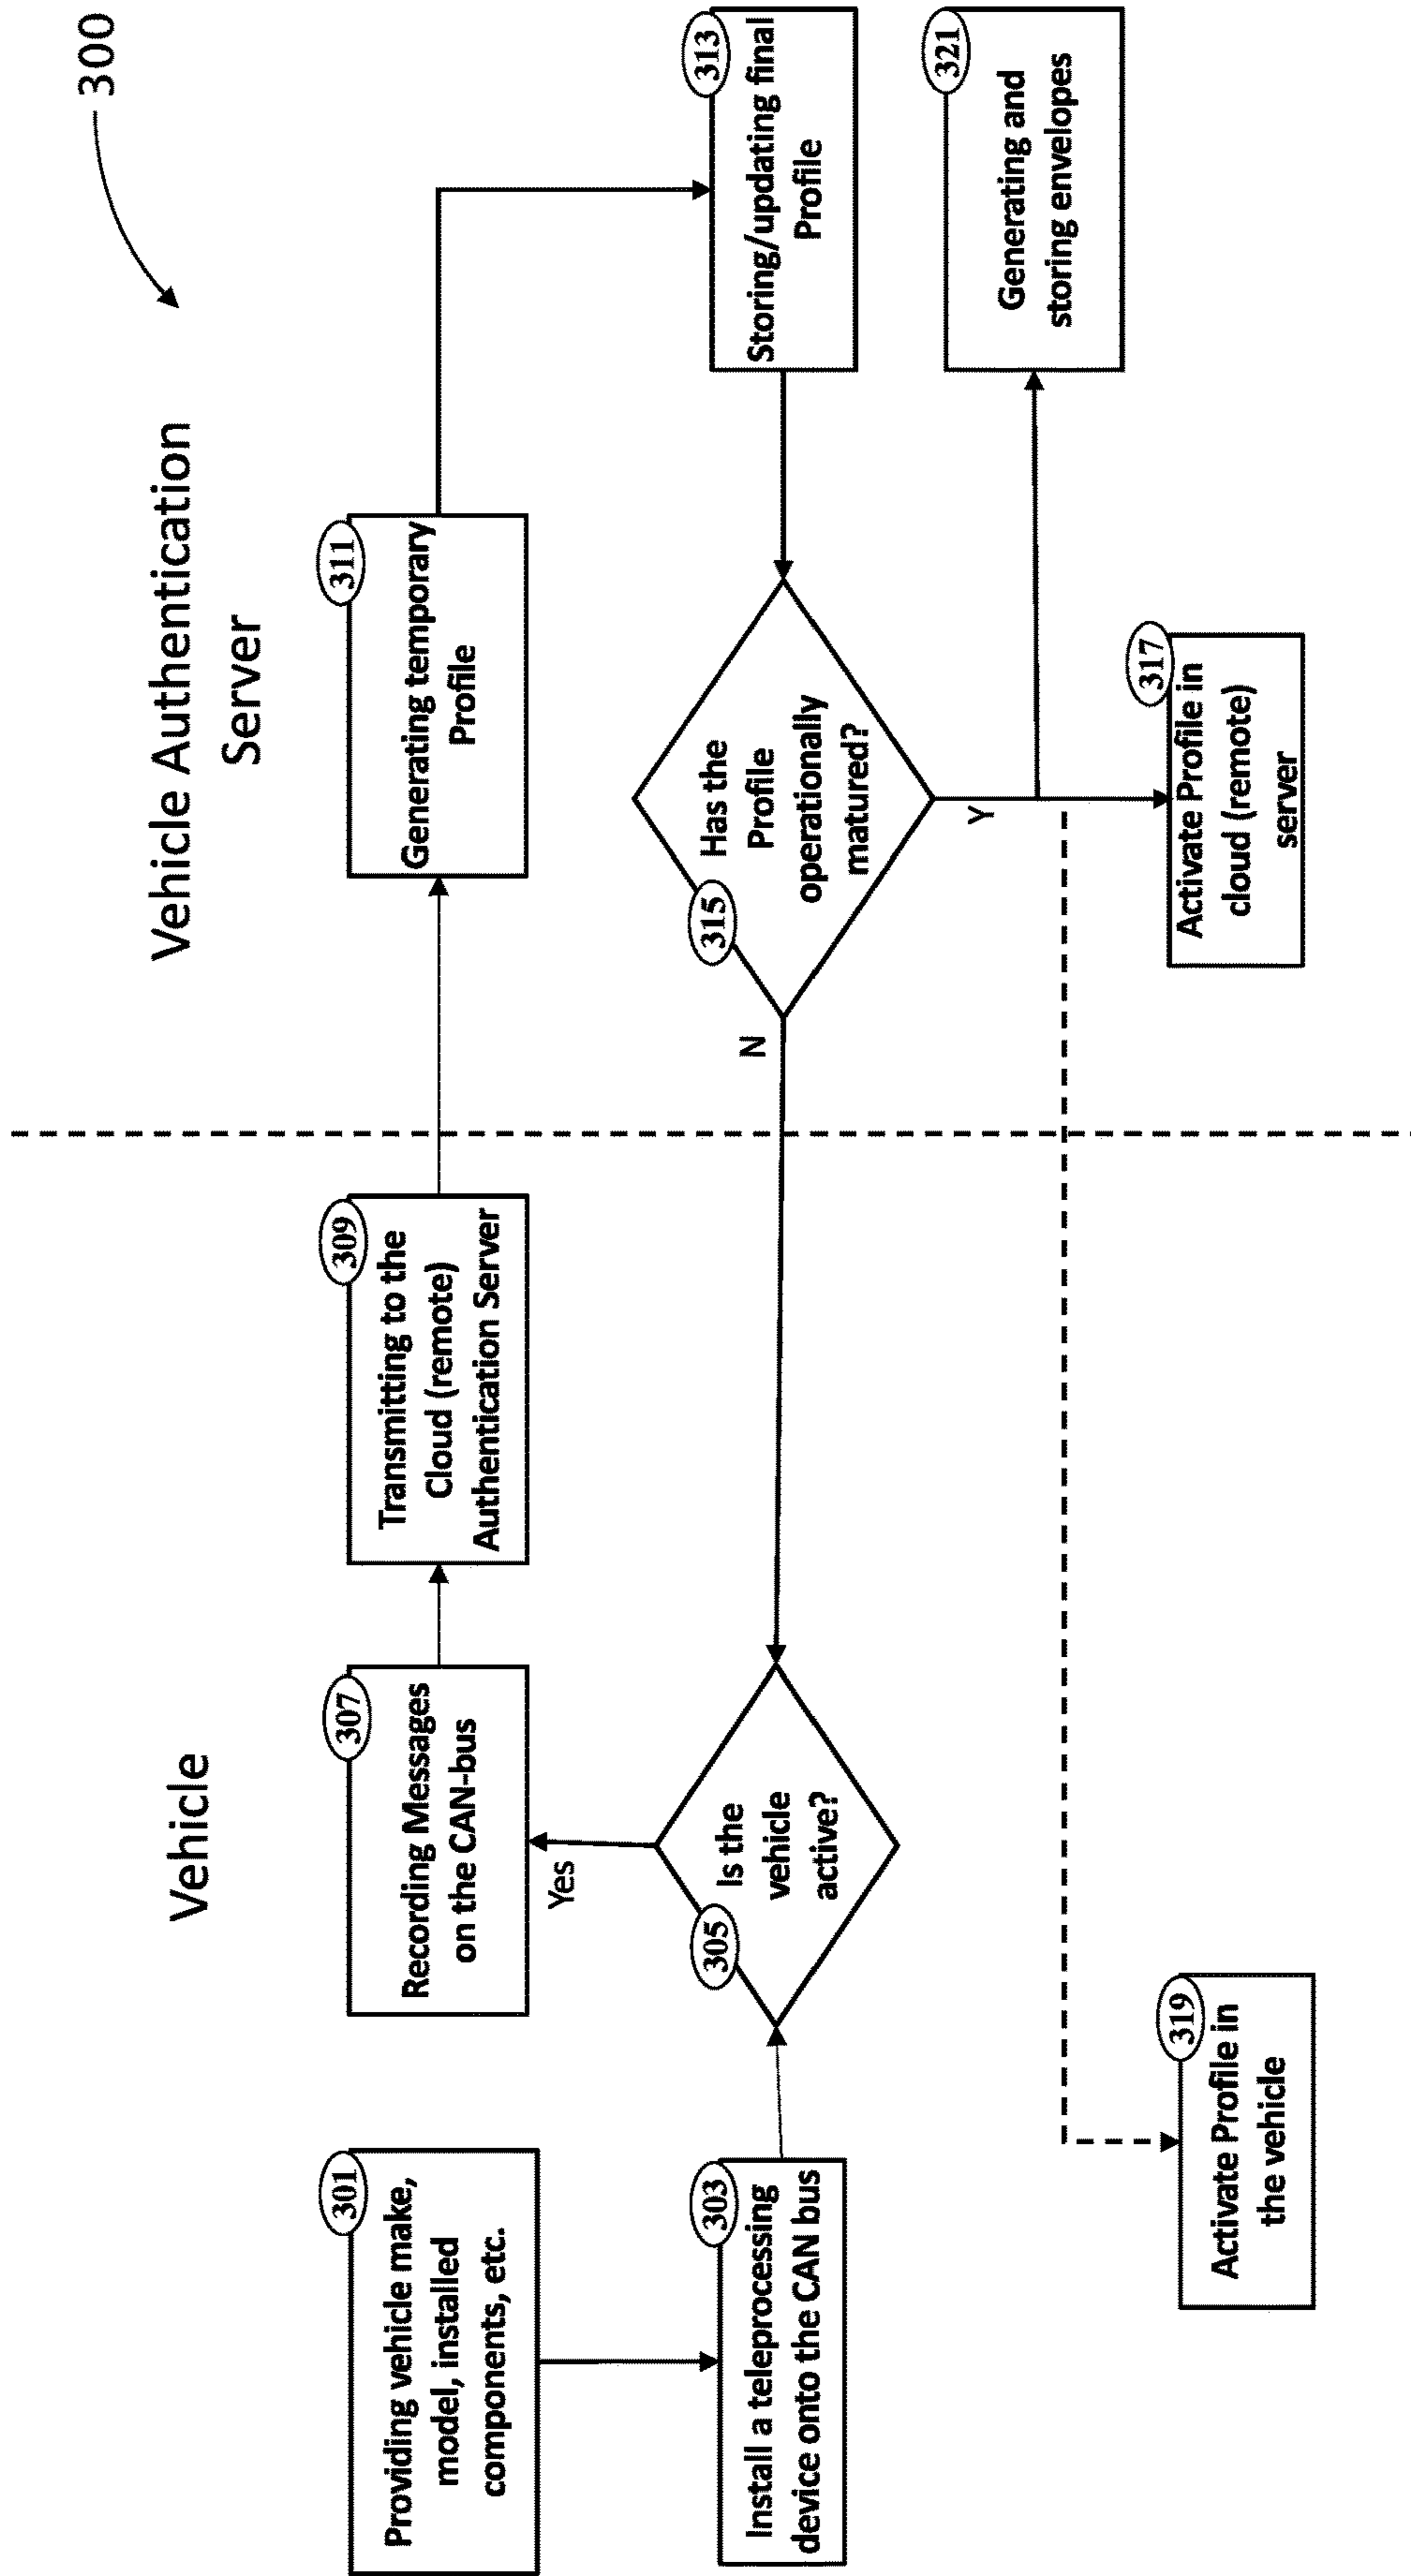 300
Vehicle
Vehicle Authentication
Server
301
Providing vehicle make,
model, installed
components, etc.
303
Install a teleprocessing
device onto the CAN bus
305
Is the
vehicle
active?
Yes
307
Recording Messages
on the CAN-bus
309
Transmitting to the
Cloud (remote)
Authentication Server
311
Generating temporary
Profile
313
Storing/updating final
Profile
315
Has the
Profile
operationally
matured?
N
Y
317
Activate Profile in
cloud (remote)
server
319
Activate Profile in
the vehicle
321
Generating and
storing envelopes